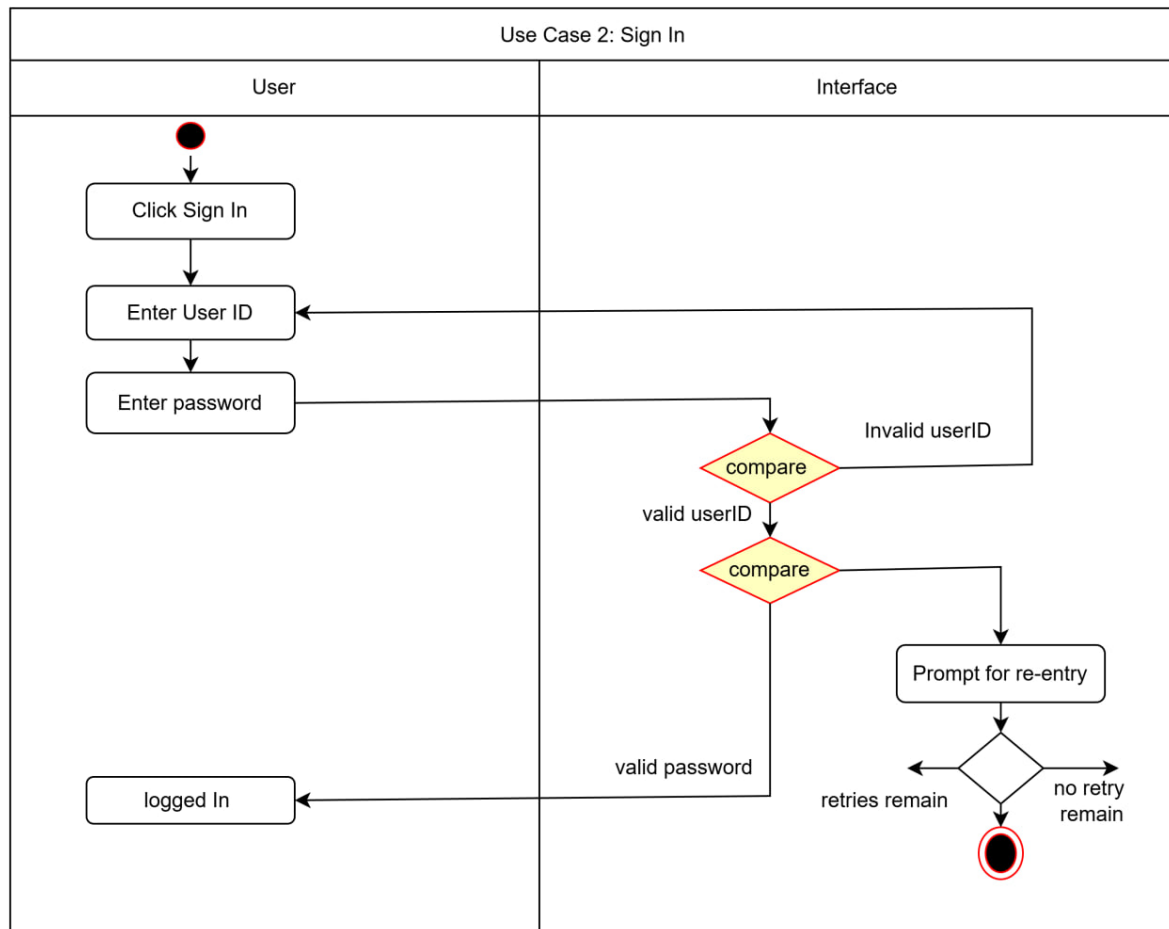 Use Case 2: Sign In
User
Interface
Click Sign In
Enter User ID
Enter password
Invalid userID
compare
valid userID
compare
Prompt for re-entry
valid password
logged In
retries remain
no retry
remain